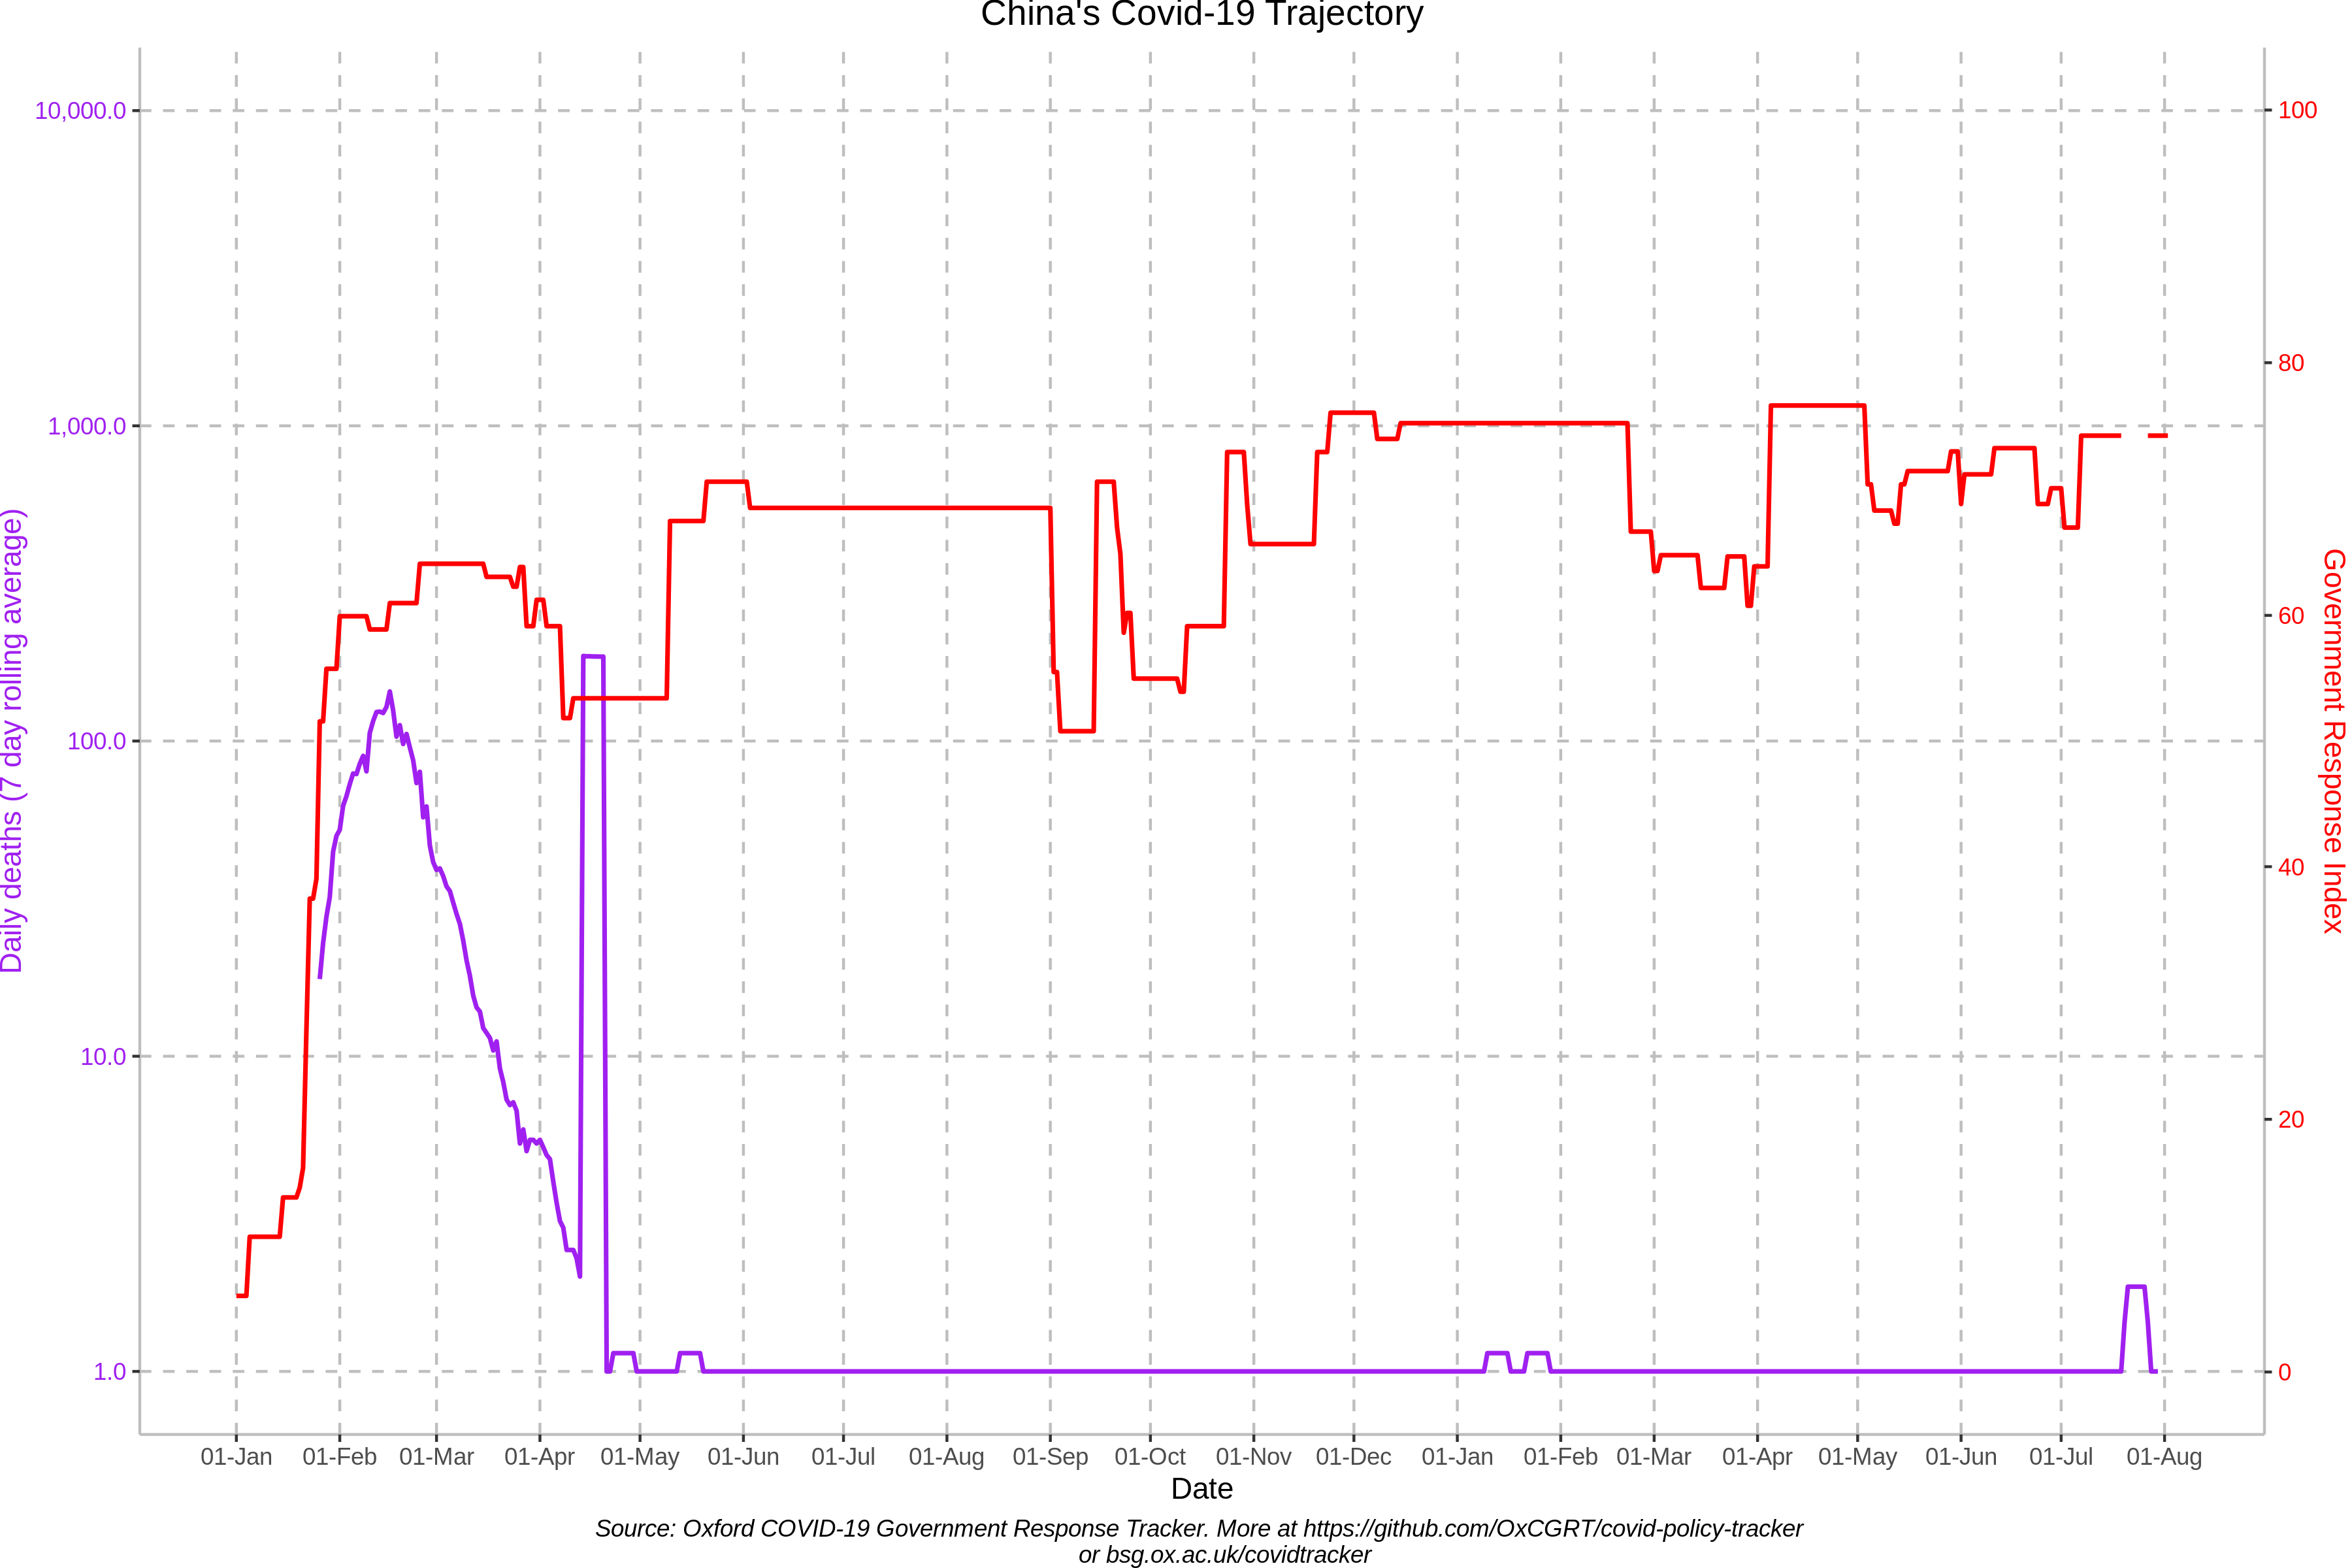 China's Covid-19 Trajectory
10,000.0
1,000.0
100.0
10.0
1.0
Daily deaths (7 day rolling average)
100
80
60
40
20
0
Government Response Index
01-Jan 01-Feb 01-Mar 01-Apr 01-May 01-Jun 01-Jul 01-Aug 01-Sep 01-Oct 01-Nov 01-Dec 01-Jan 01-Feb 01-Mar 01-Apr 01-May 01-Jun 01-Jul 01-Aug
Date
Source: Oxford COVID-19 Government Response Tracker. More at https://github.com/OxCGRT/covid-policy-tracker
or bsg.ox.ac.uk/covidtracker